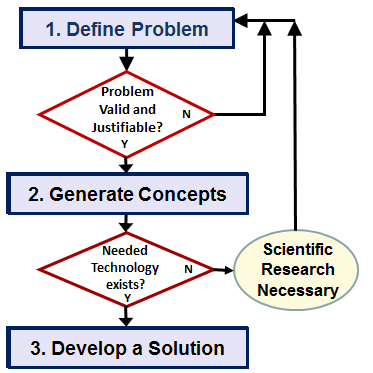 1. Define Problem
Problem
Valid and
Justifiable?
N
Y
2. Generate Concepts
Needed
Technology
exists?
N
Y
Scientific
Research
Necessary
3. Develop a Solution